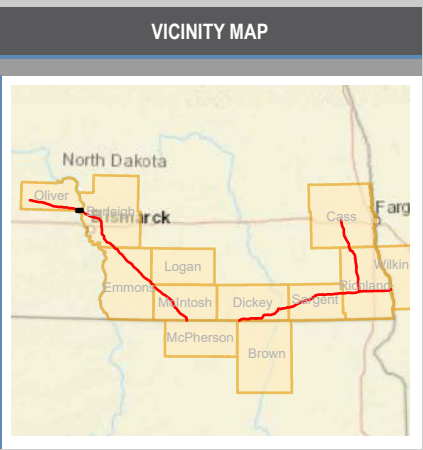 VICINITY MAP
North Dakota
Oliver
Burleigh
Bismarck
Cass
Farg
Logan
Wilkin
Emmons
McIntosh
Dickey
Sargent
Richland
McPherson
Brown